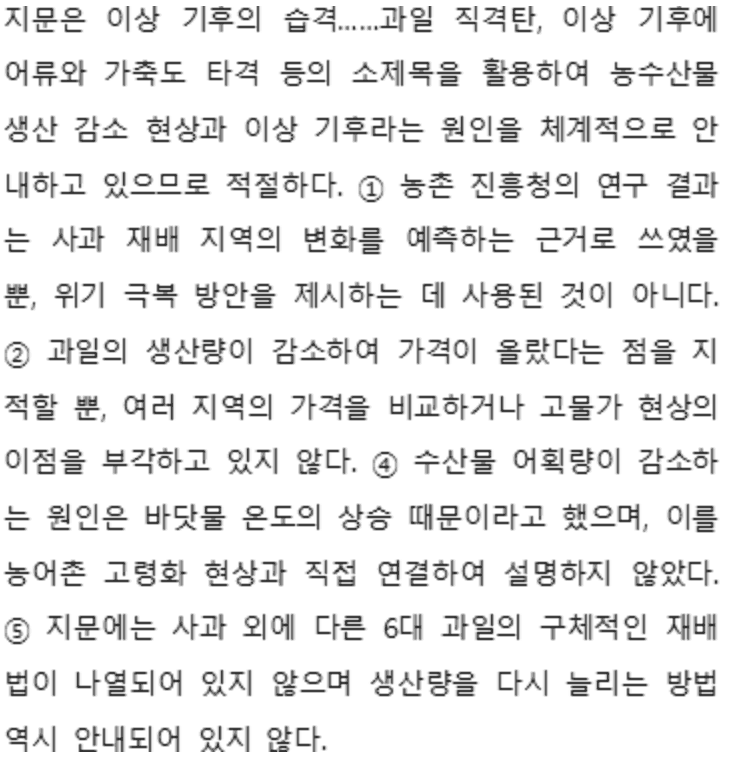 지문은 이상 기후의 습격……과일 직격탄, 이상 기후에
어류와 가축도 타격 등의 소제목을 활용하여 농수산물
생산 감소 현상과 이상 기후라는 원인을 체계적으로 안
내하고 있으므로 적절하다. ① 농촌 진흥청의 연구 결과
는 사과 재배 지역의 변화를 예측하는 근거로 쓰였을
뿐, 위기 극복 방안을 제시하는 데 사용된 것이 아니다.
② 과일의 생산량이 감소하여 가격이 올랐다는 점을 지
적할 뿐, 여러 지역의 가격을 비교하거나 고물가 현상의
이점을 부각하고 있지 않다. ④ 수산물 어획량이 감소하
는 원인은 바닷물 온도의 상승 때문이라고 했으며, 이를
농어촌 고령화 현상과 직접 연결하여 설명하지 않았다.
⑤ 지문에는 사과 외에 다른 6대 과일의 구체적인 재배
법이 나열되어 있지 않으며 생산량을 다시 늘리는 방법
역시 안내되어 있지 않다.